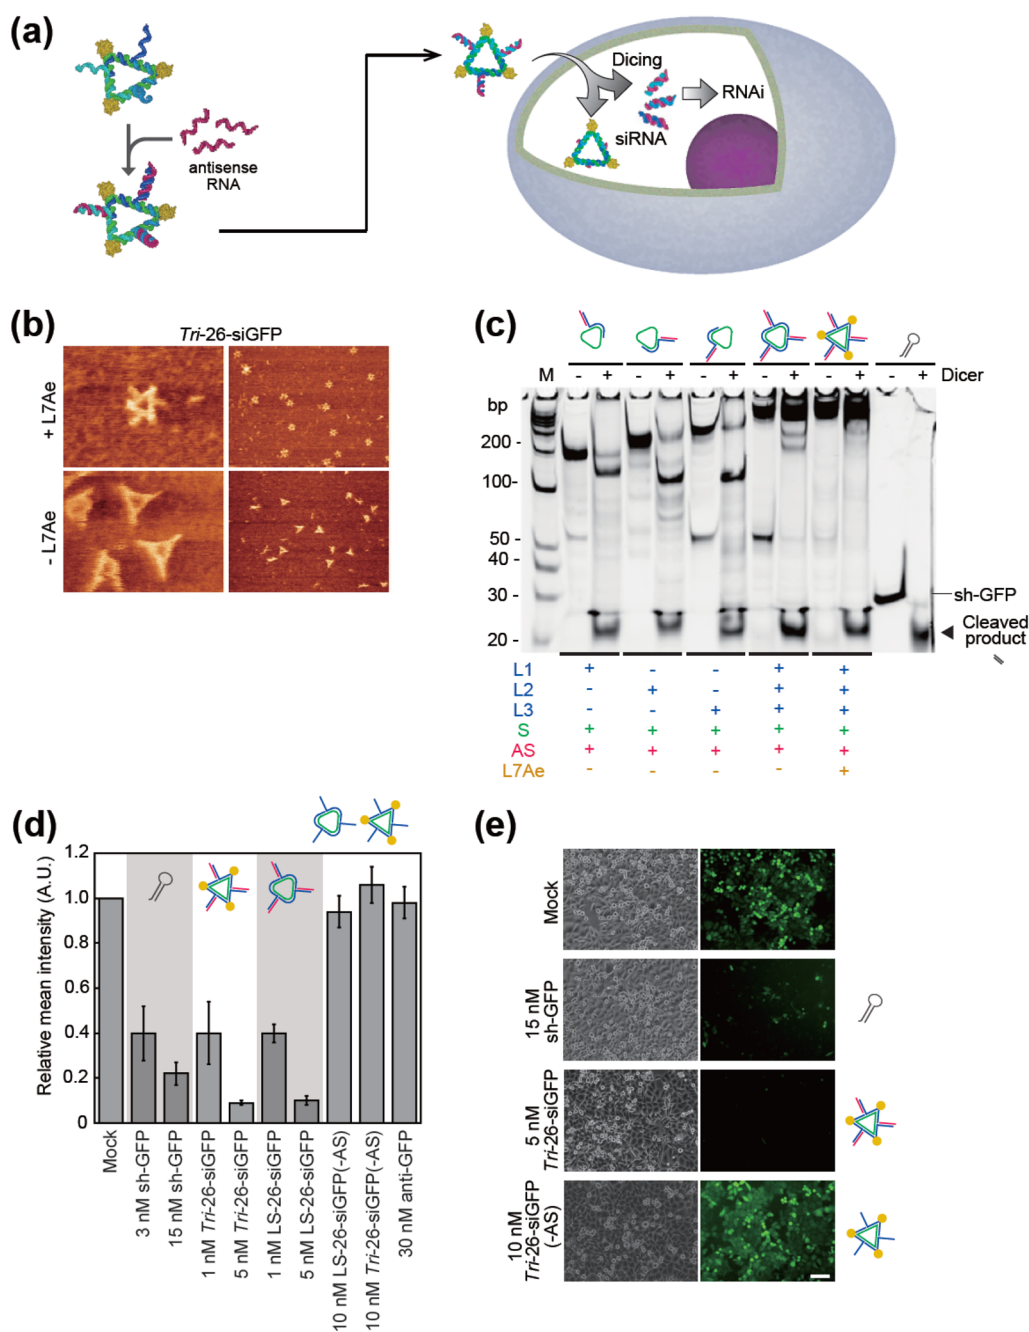 (a)
antisense
RNA
Dicing
siRNA
RNAi
(b)
Tri-26-siGFP
+ L7Ae
- L7Ae
(c)
M - + - + - + - + - + - + Dicer
bp
200 -
100-
50 -
40 -
30 -
20 -
sh-GFP
Cleaved
product
L1 + - - + +
L2 - + - + +
L3 - - + + +
S + + + + +
AS + + + + +
L7Ae - - - - +
(d)
Relative mean intensity (A.U.)
1.2
1.0
0.8
0.6
0.4
0.2
0
Mock
3 nM sh-GFP
15 nM sh-GFP
1 nM Tri-26-siGFP
5 nM Tri-26-siGFP
1 nM LS-26-siGFP
5 nM LS-26-siGFP
10 nM LS-26-siGFP(-AS)
10 nM Tri-26-siGFP(-AS)
30 nM anti-GFP
(e)
Mock
15 nM
sh-GFP
5 nM
Tri-26-siGFP
10 nM
Tri-26-siGFP
(-AS)